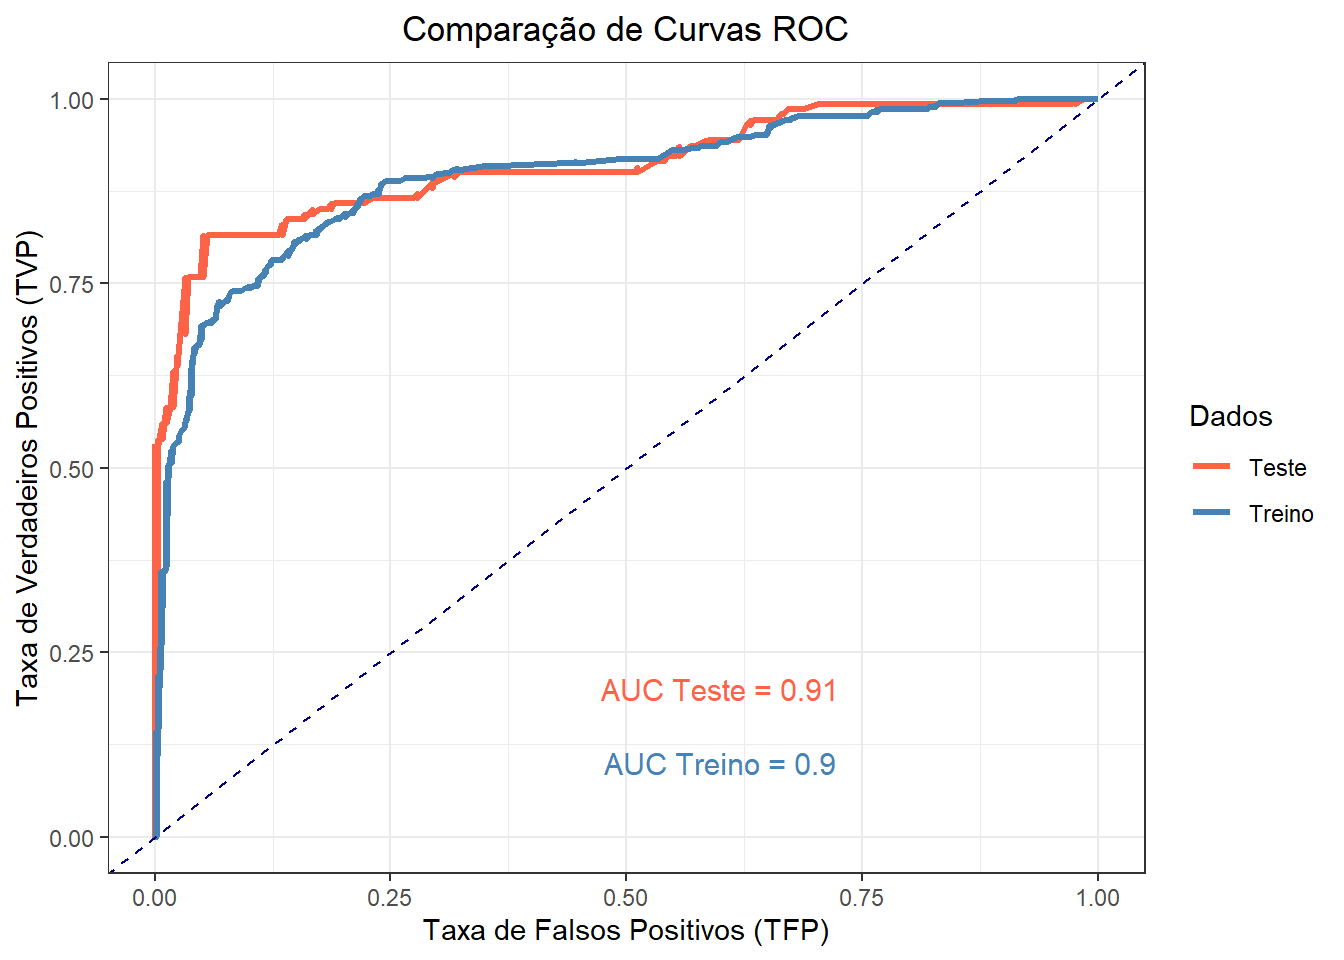 Comparação de Curvas ROC
Taxa de Verdadeiros Positivos (TVP)
1.00
0.75
0.50
0.25
0.00
AUC Teste = 0.91
AUC Treino = 0.9
0.00 0.25 0.50 0.75 1.00
Taxa de Falsos Positivos (TFP)
Dados
Teste
Treino